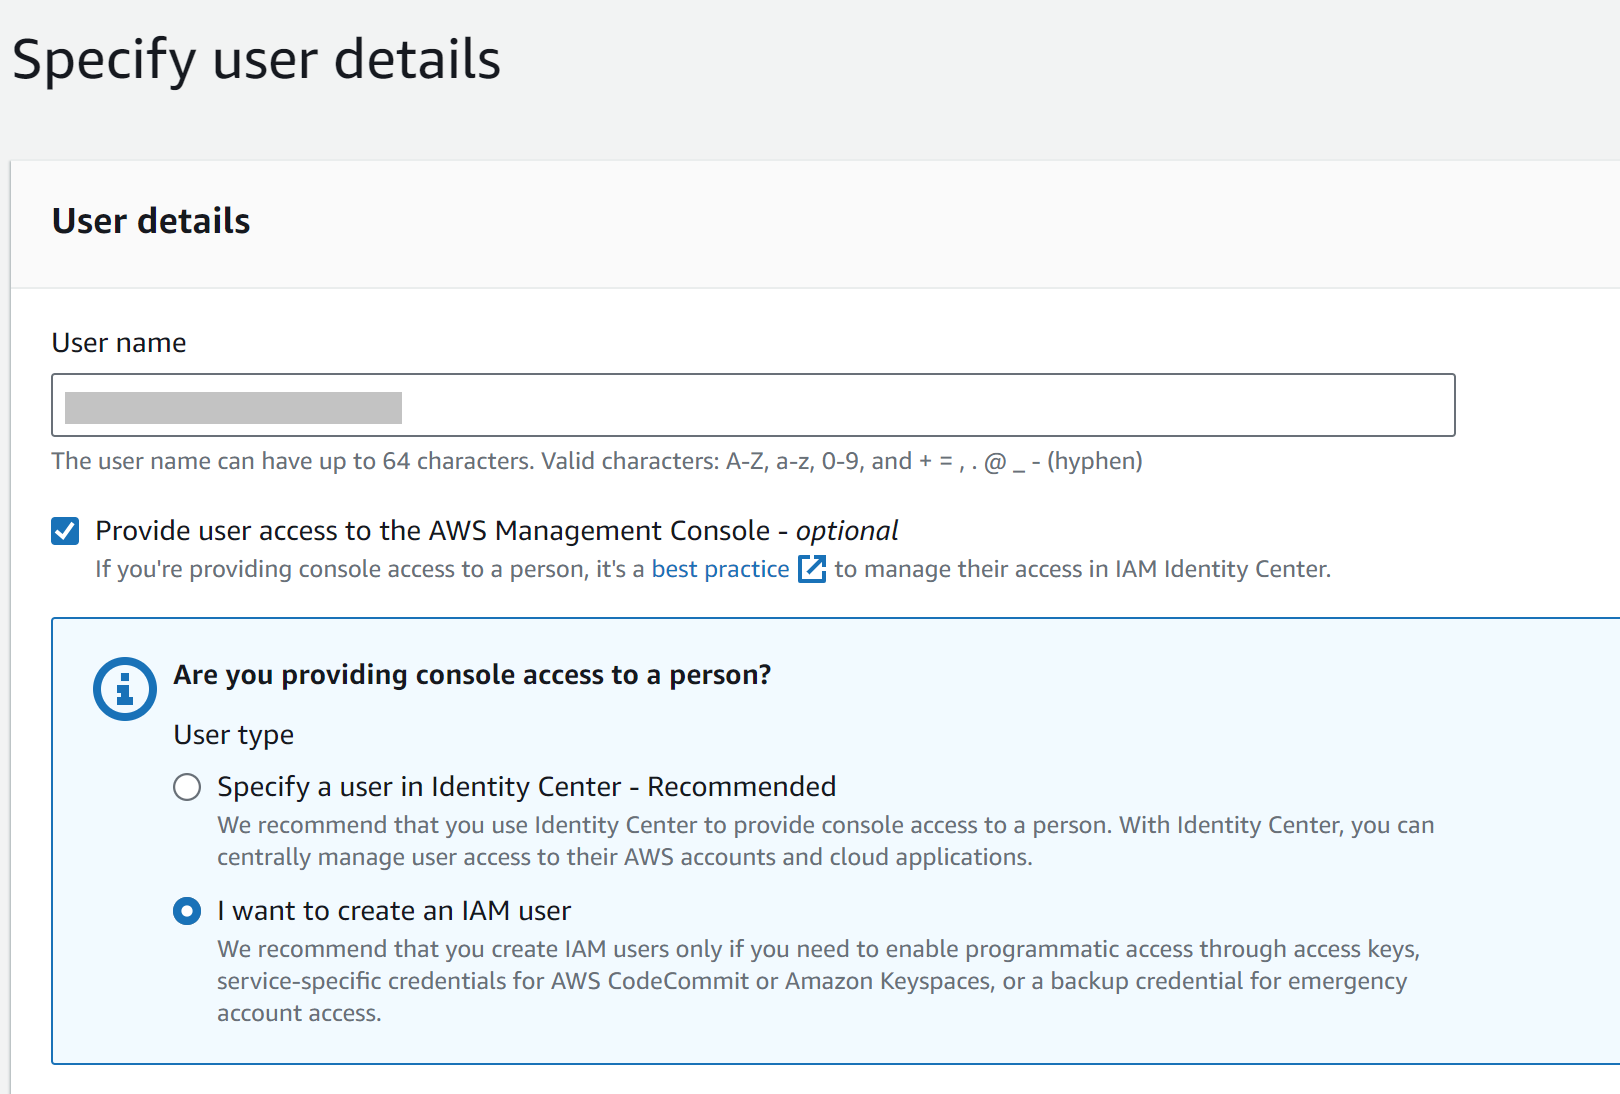 Specify user details
User details
User name
The user name can have up to 64 characters. Valid characters: A-Z, a-z, 0-9, and + = , . @ _ - (hyphen)
Provide user access to the AWS Management Console - optional
If you're providing console access to a person, it's a best practice to manage their access in IAM Identity Center.
Are you providing console access to a person?
User type
Specify a user in Identity Center - Recommended
We recommend that you use Identity Center to provide console access to a person. With Identity Center, you can
centrally manage user access to their AWS accounts and cloud applications.
I want to create an IAM user
We recommend that you create IAM users only if you need to enable programmatic access through access keys,
service-specific credentials for AWS CodeCommit or Amazon Keyspaces, or a backup credential for emergency
account access.